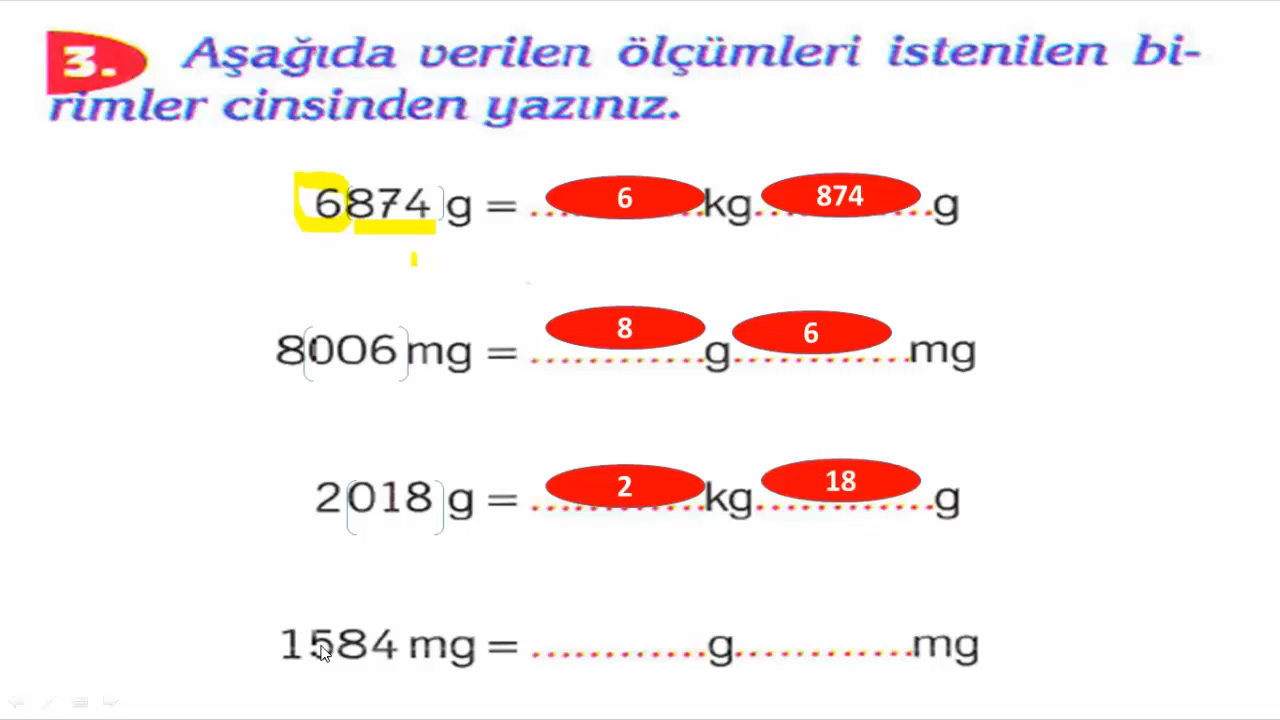 3. Aşağıda verilen ölçümleri istenilen bi-
rimler cinsinden yazınız.
6874 g = 6 kg 874 g
8006 mg = 8 g 6 mg
2018 g = 2 kg 18 g
1584 mg = ............ g ............ mg